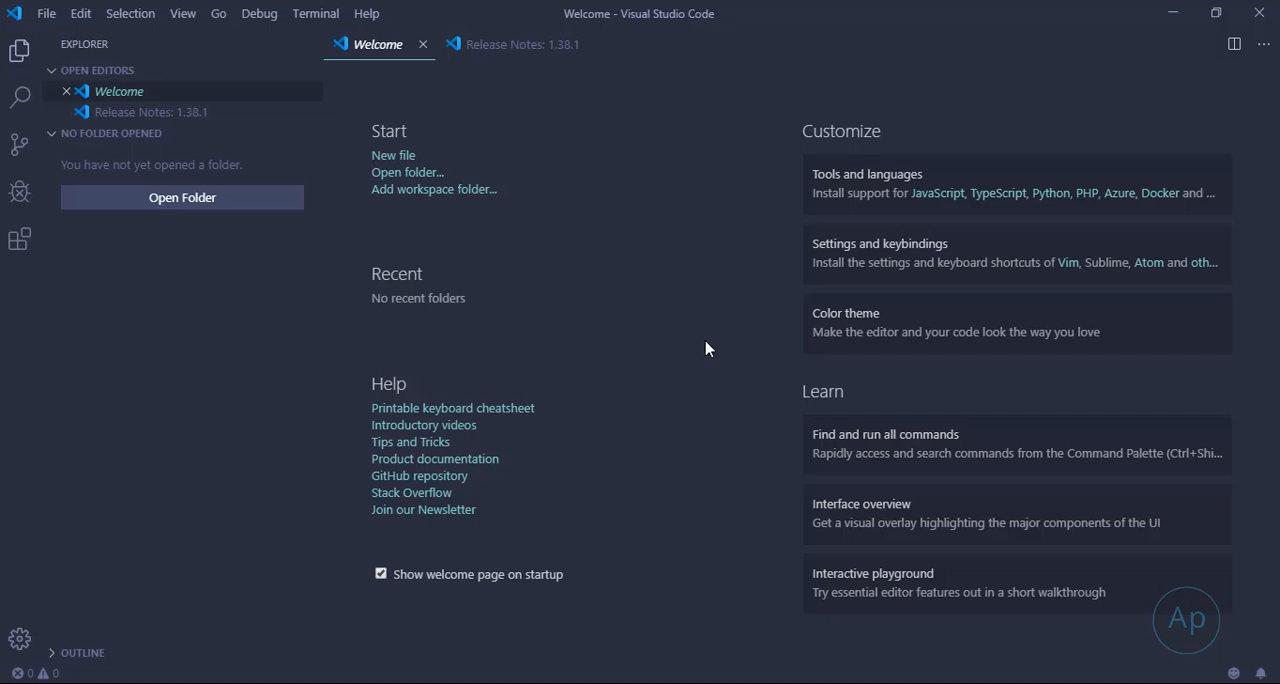 File Edit Selection View Go Debug Terminal Help
Welcome - Visual Studio Code
EXPLORER
OPEN EDITORS
Welcome
Release Notes: 1.38.1
NO FOLDER OPENED
You have not yet opened a folder.
Open Folder
OUTLINE
Welcome
Release Notes: 1.38.1
Start
New file
Open folder...
Add workspace folder...
Recent
No recent folders
Help
Printable keyboard cheatsheet
Introductory videos
Tips and Tricks
Product documentation
GitHub repository
Stack Overflow
Join our Newsletter
Show welcome page on startup
Customize
Tools and languages
Install support for JavaScript, TypeScript, Python, PHP, Azure, Docker and ...
Settings and keybindings
Install the settings and keyboard shortcuts of Vim, Sublime, Atom and oth...
Color theme
Make the editor and your code look the way you love
Learn
Find and run all commands
Rapidly access and search commands from the Command Palette (Ctrl+Shi...
Interface overview
Get a visual overlay highlighting the major components of the UI
Interactive playground
Try essential editor features out in a short walkthrough
Ap
0 0